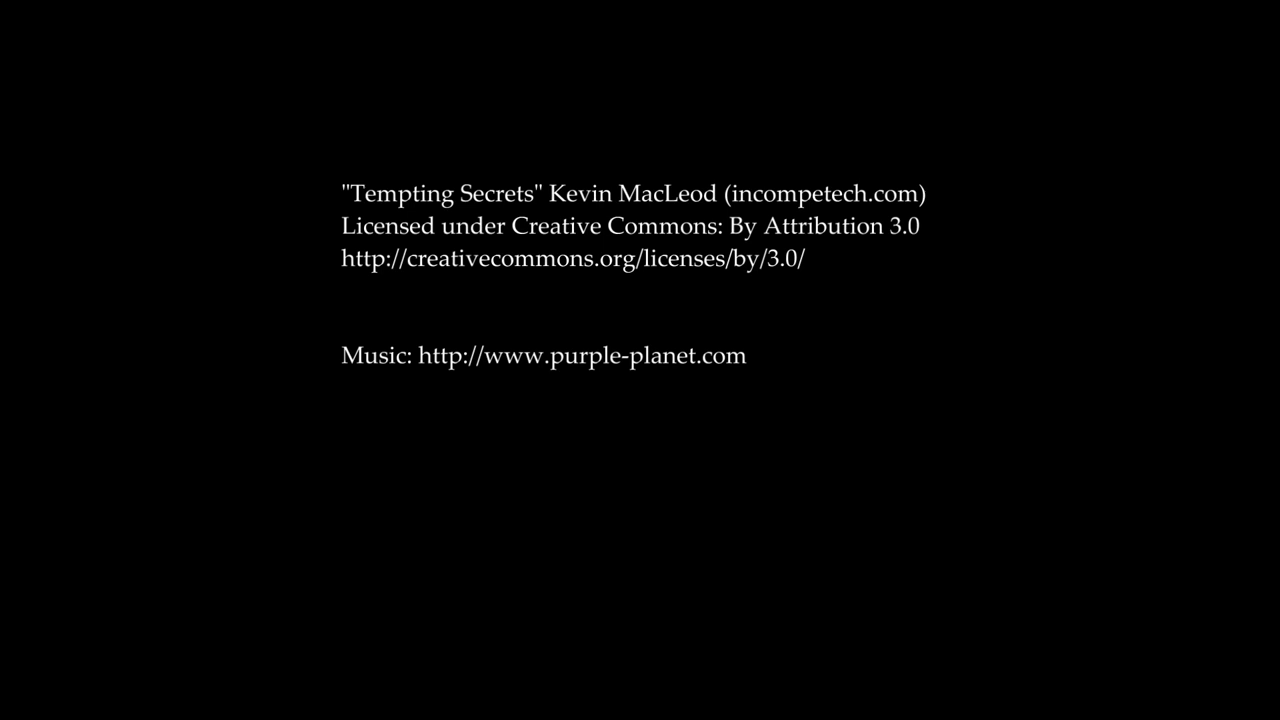 "Tempting Secrets" Kevin MacLeod (incompetech.com)
Licensed under Creative Commons: By Attribution 3.0
http://creativecommons.org/licenses/by/3.0/
Music: http://www.purple-planet.com